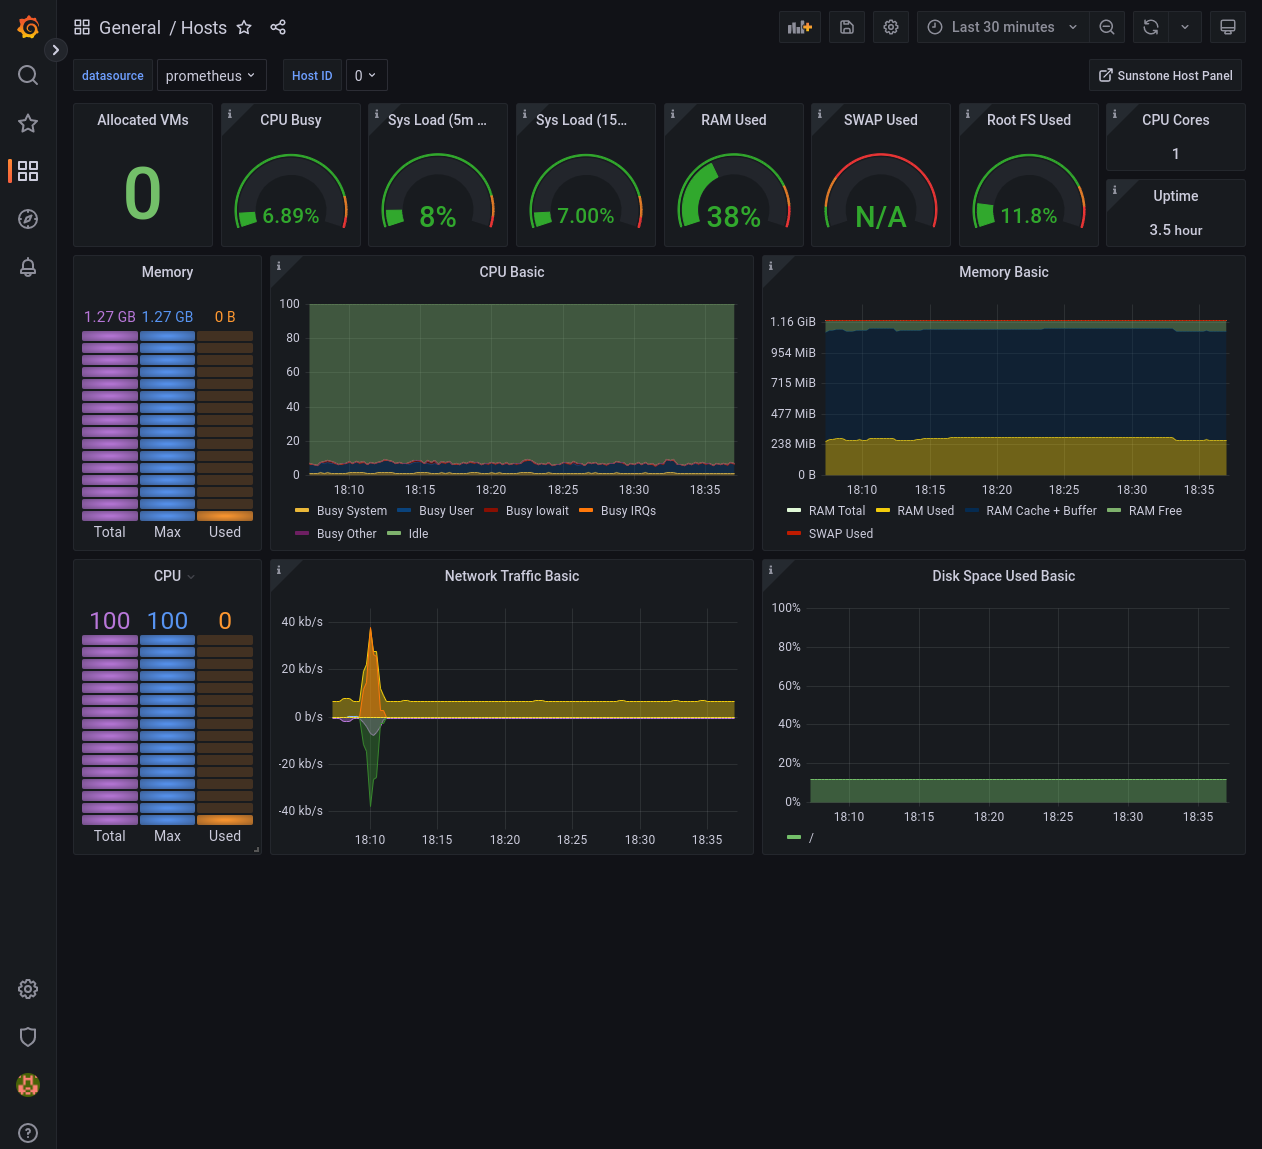 General / Hosts
Last 30 minutes
datasource prometheus Host ID 0
Sunstone Host Panel
Allocated VMs
0
CPU Busy
6.89%
Sys Load (5m ...
8%
Sys Load (15...
7.00%
RAM Used
38%
SWAP Used
N/A
Root FS Used
11.8%
CPU Cores
1
Uptime
3.5 hour
Memory
1.27 GB 1.27 GB 0 B
Total Max Used
CPU Basic
100
80
60
40
20
0
18:10 18:15 18:20 18:25 18:30 18:35
Busy System Busy User Busy Iowait Busy IRQs
Busy Other Idle
Memory Basic
1.16 GiB
954 MiB
715 MiB
477 MiB
238 MiB
0 B
18:10 18:15 18:20 18:25 18:30 18:35
RAM Total RAM Used RAM Cache + Buffer RAM Free
SWAP Used
CPU
100 100 0
Total Max Used
Network Traffic Basic
40 kb/s
20 kb/s
0 b/s
-20 kb/s
-40 kb/s
18:10 18:15 18:20 18:25 18:30 18:35
Disk Space Used Basic
100%
80%
60%
40%
20%
0%
18:10 18:15 18:20 18:25 18:30 18:35
/